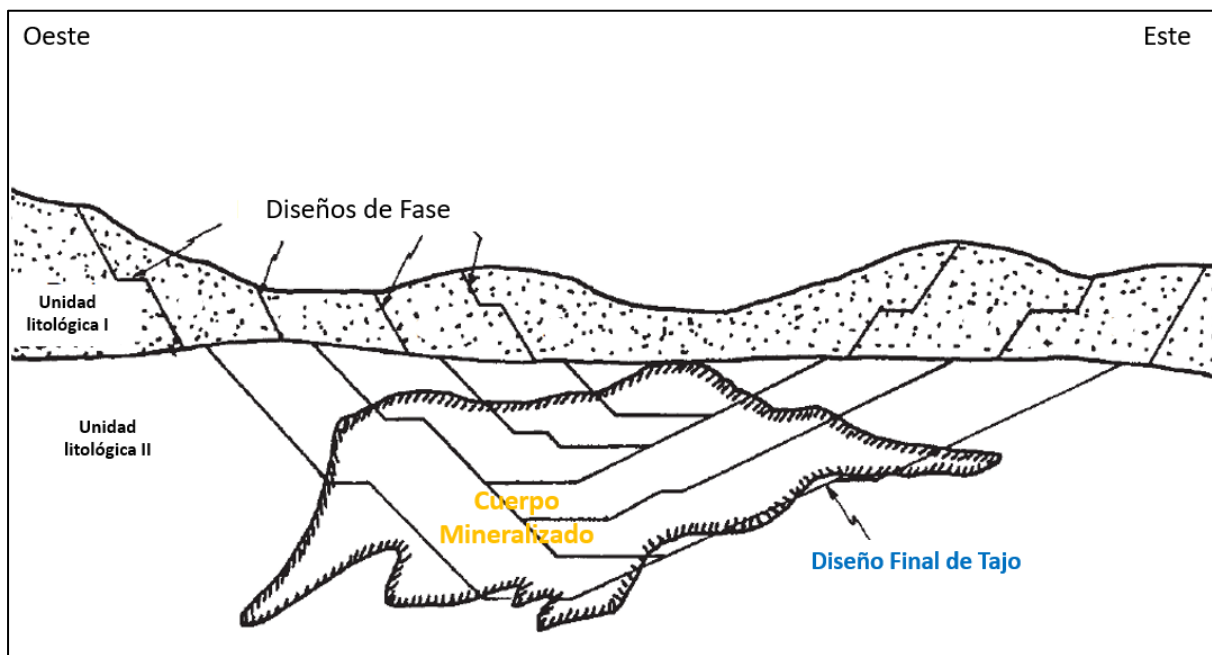 Oeste
Este
Diseños de Fase
Unidad
litológica I
Unidad
litológica II
Cuerpo
Mineralizado
Diseño Final de Tajo